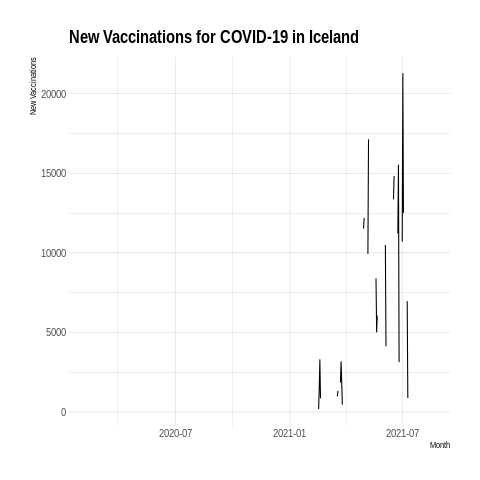 New Vaccinations for COVID-19 in Iceland
New Vaccinations
20000
15000
10000
5000
0
2020-07
2021-01
2021-07
Month